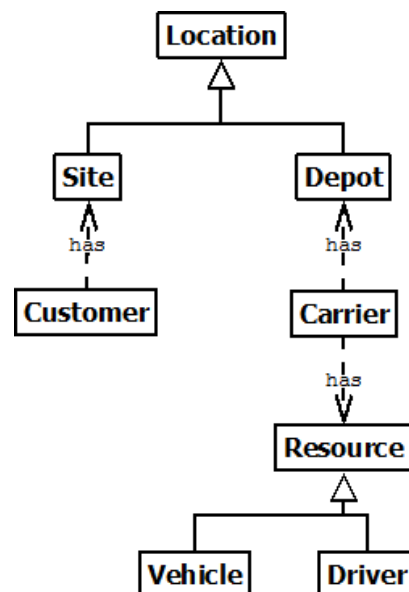 Location
Site Depot
has has
Customer Carrier
has
Resource
Vehicle Driver